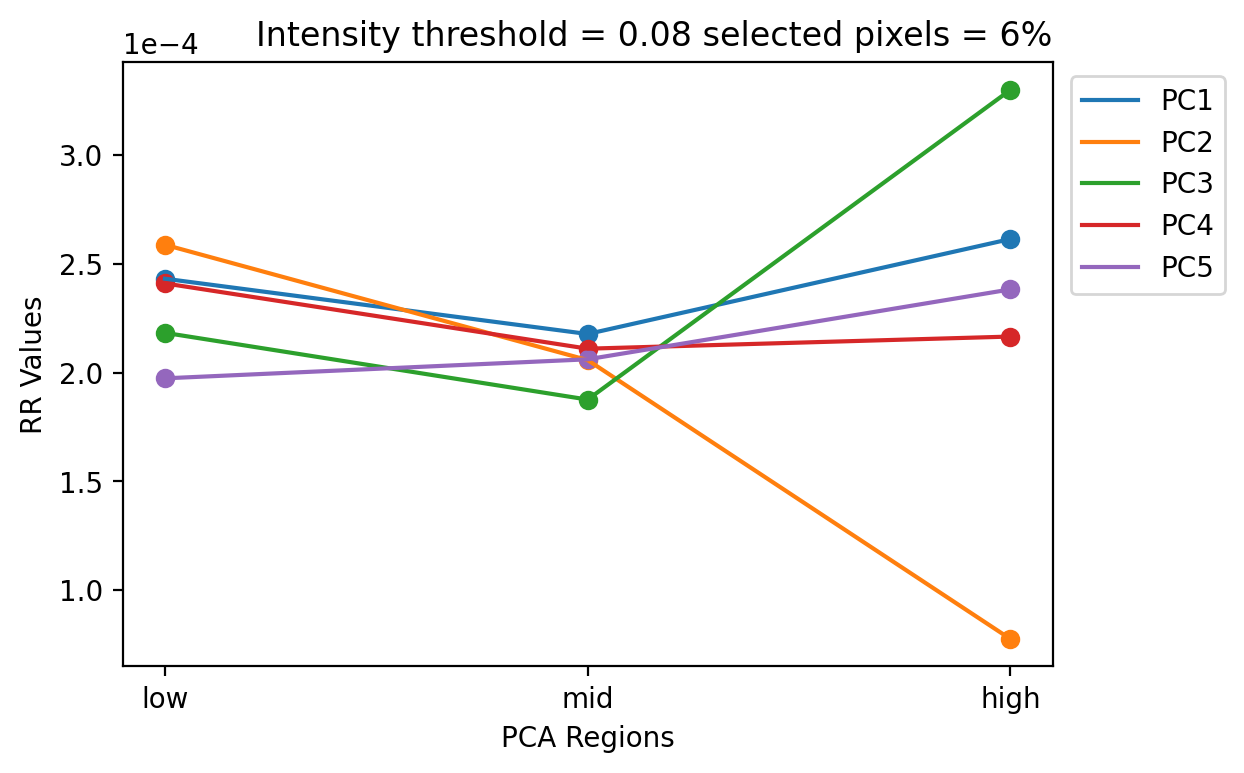 Intensity threshold = 0.08 selected pixels = 6%
1e−4
3.0
2.5
2.0
1.5
1.0
RR Values
low
mid
high
PCA Regions
PC1
PC2
PC3
PC4
PC5